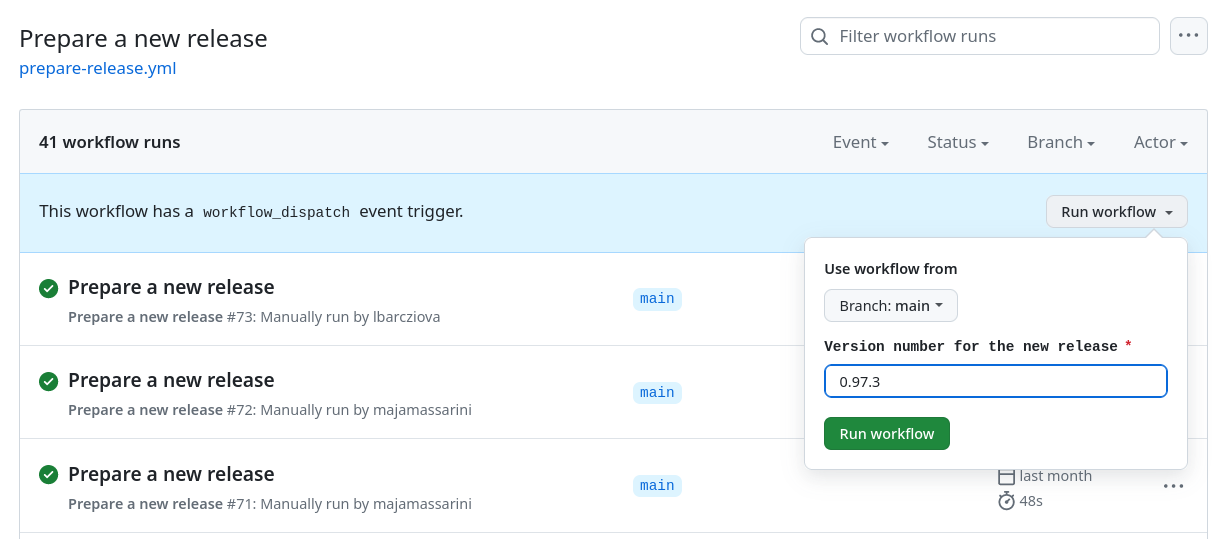 Prepare a new release
Filter workflow runs
prepare-release.yml
41 workflow runs
Event
Status
Branch
Actor
This workflow has a workflow_dispatch event trigger.
Run workflow
Use workflow from
Branch: main
Version number for the new release *
0.97.3
Run workflow
Prepare a new release
main
Prepare a new release #73: Manually run by lbarcziova
Prepare a new release
main
Prepare a new release #72: Manually run by majamassarini
Prepare a new release
main
last month
Prepare a new release #71: Manually run by majamassarini
48s